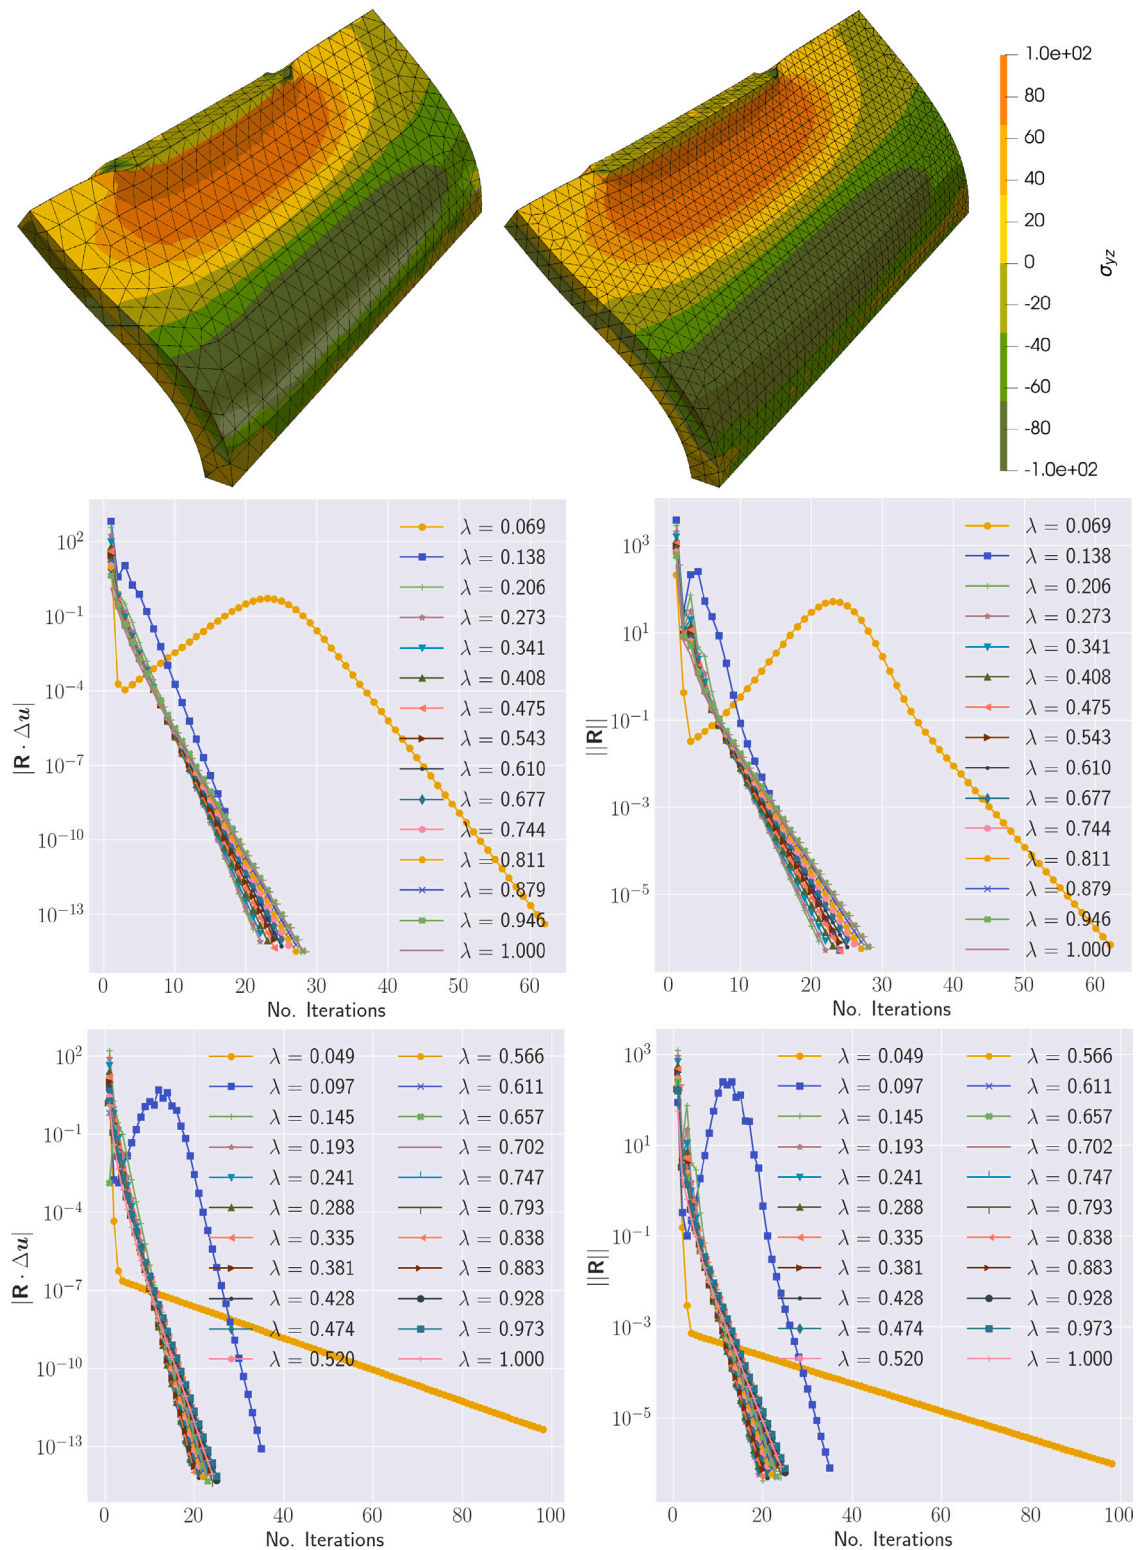 1.0e+02
80
60
40
20
0
-20
-40
-60
-80
-1.0e+02
σyz
10²
10⁻¹
10⁻⁴
10⁻⁷
10⁻¹⁰
10⁻¹³
|R · Δu|
0 10 20 30 40 50 60
No. Iterations
λ = 0.069
λ = 0.138
λ = 0.206
λ = 0.273
λ = 0.341
λ = 0.408
λ = 0.475
λ = 0.543
λ = 0.610
λ = 0.677
λ = 0.744
λ = 0.811
λ = 0.879
λ = 0.946
λ = 1.000
10³
10¹
10⁻¹
10⁻³
10⁻⁵
||R||
0 10 20 30 40 50 60
No. Iterations
λ = 0.069
λ = 0.138
λ = 0.206
λ = 0.273
λ = 0.341
λ = 0.408
λ = 0.475
λ = 0.543
λ = 0.610
λ = 0.677
λ = 0.744
λ = 0.811
λ = 0.879
λ = 0.946
λ = 1.000
10²
10⁻¹
10⁻⁴
10⁻⁷
10⁻¹⁰
10⁻¹³
|R · Δu|
0 20 40 60 80 100
No. Iterations
λ = 0.049 λ = 0.566
λ = 0.097 λ = 0.611
λ = 0.145 λ = 0.657
λ = 0.193 λ = 0.702
λ = 0.241 λ = 0.747
λ = 0.288 λ = 0.793
λ = 0.335 λ = 0.838
λ = 0.381 λ = 0.883
λ = 0.428 λ = 0.928
λ = 0.474 λ = 0.973
λ = 0.520 λ = 1.000
10³
10¹
10⁻¹
10⁻³
10⁻⁵
||R||
0 20 40 60 80 100
No. Iterations
λ = 0.049 λ = 0.566
λ = 0.097 λ = 0.611
λ = 0.145 λ = 0.657
λ = 0.193 λ = 0.702
λ = 0.241 λ = 0.747
λ = 0.288 λ = 0.793
λ = 0.335 λ = 0.838
λ = 0.381 λ = 0.883
λ = 0.428 λ = 0.928
λ = 0.474 λ = 0.973
λ = 0.520 λ = 1.000